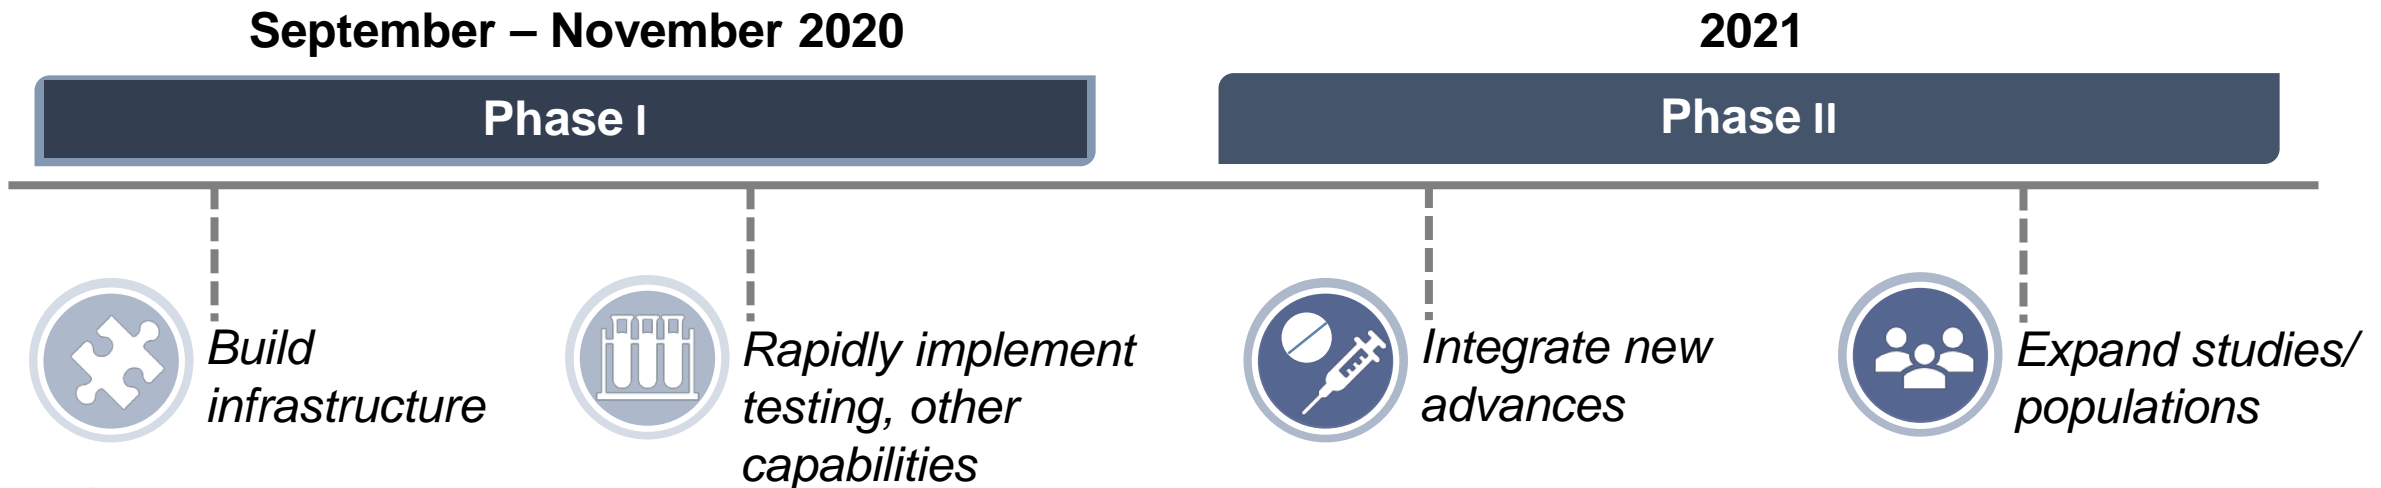 September – November 2020
Phase I
Build
infrastructure
Rapidly implement
testing, other
capabilities
2021
Phase II
Integrate new
advances
Expand studies/
populations